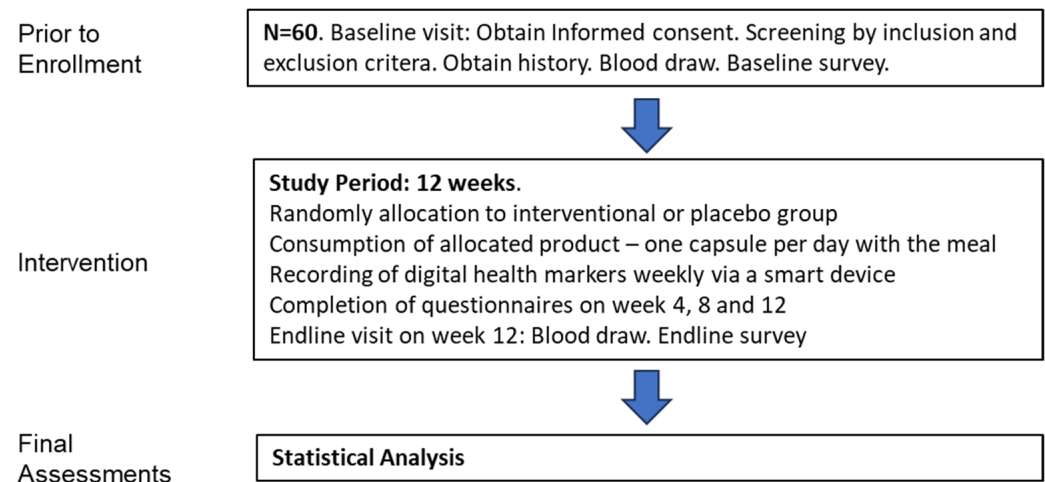 Prior to
Enrollment
N=60. Baseline visit: Obtain Informed consent. Screening by inclusion and
exclusion critera. Obtain history. Blood draw. Baseline survey.
Intervention
Study Period: 12 weeks.
Randomly allocation to interventional or placebo group
Consumption of allocated product – one capsule per day with the meal
Recording of digital health markers weekly via a smart device
Completion of questionnaires on week 4, 8 and 12
Endline visit on week 12: Blood draw. Endline survey
Final
Assessments
Statistical Analysis